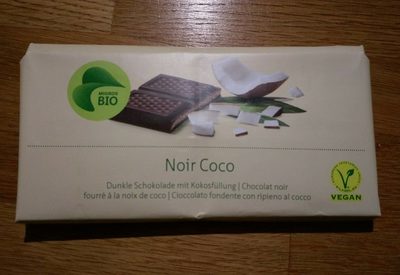 MIGROS
BIO
Noir Coco
Dunkle Schokolade mit Kokosfüllung | Chocolat noir
fourré à la noix de coco | Cioccolato fondente con ripieno al cocco
VEGAN